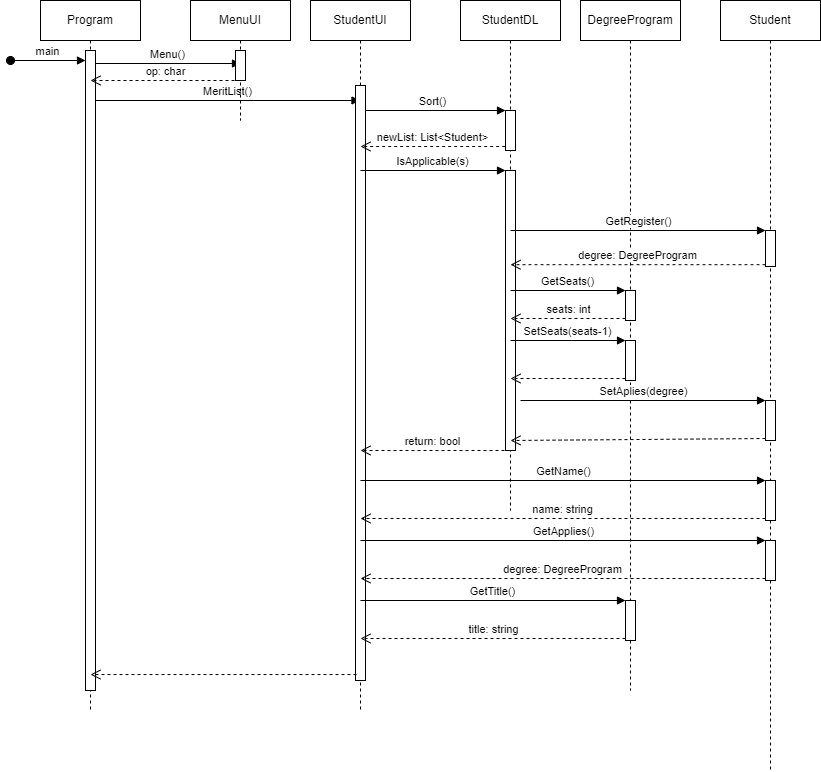 Program
MenuUI
StudentUI
StudentDL
DegreeProgram
Student
main
Menu()
op: char
MeritList()
Sort()
newList: List<Student>
IsApplicable(s)
GetRegister()
degree: DegreeProgram
GetSeats()
seats: int
SetSeats(seats-1)
SetAplies(degree)
return: bool
GetName()
name: string
GetApplies()
degree: DegreeProgram
GetTitle()
title: string